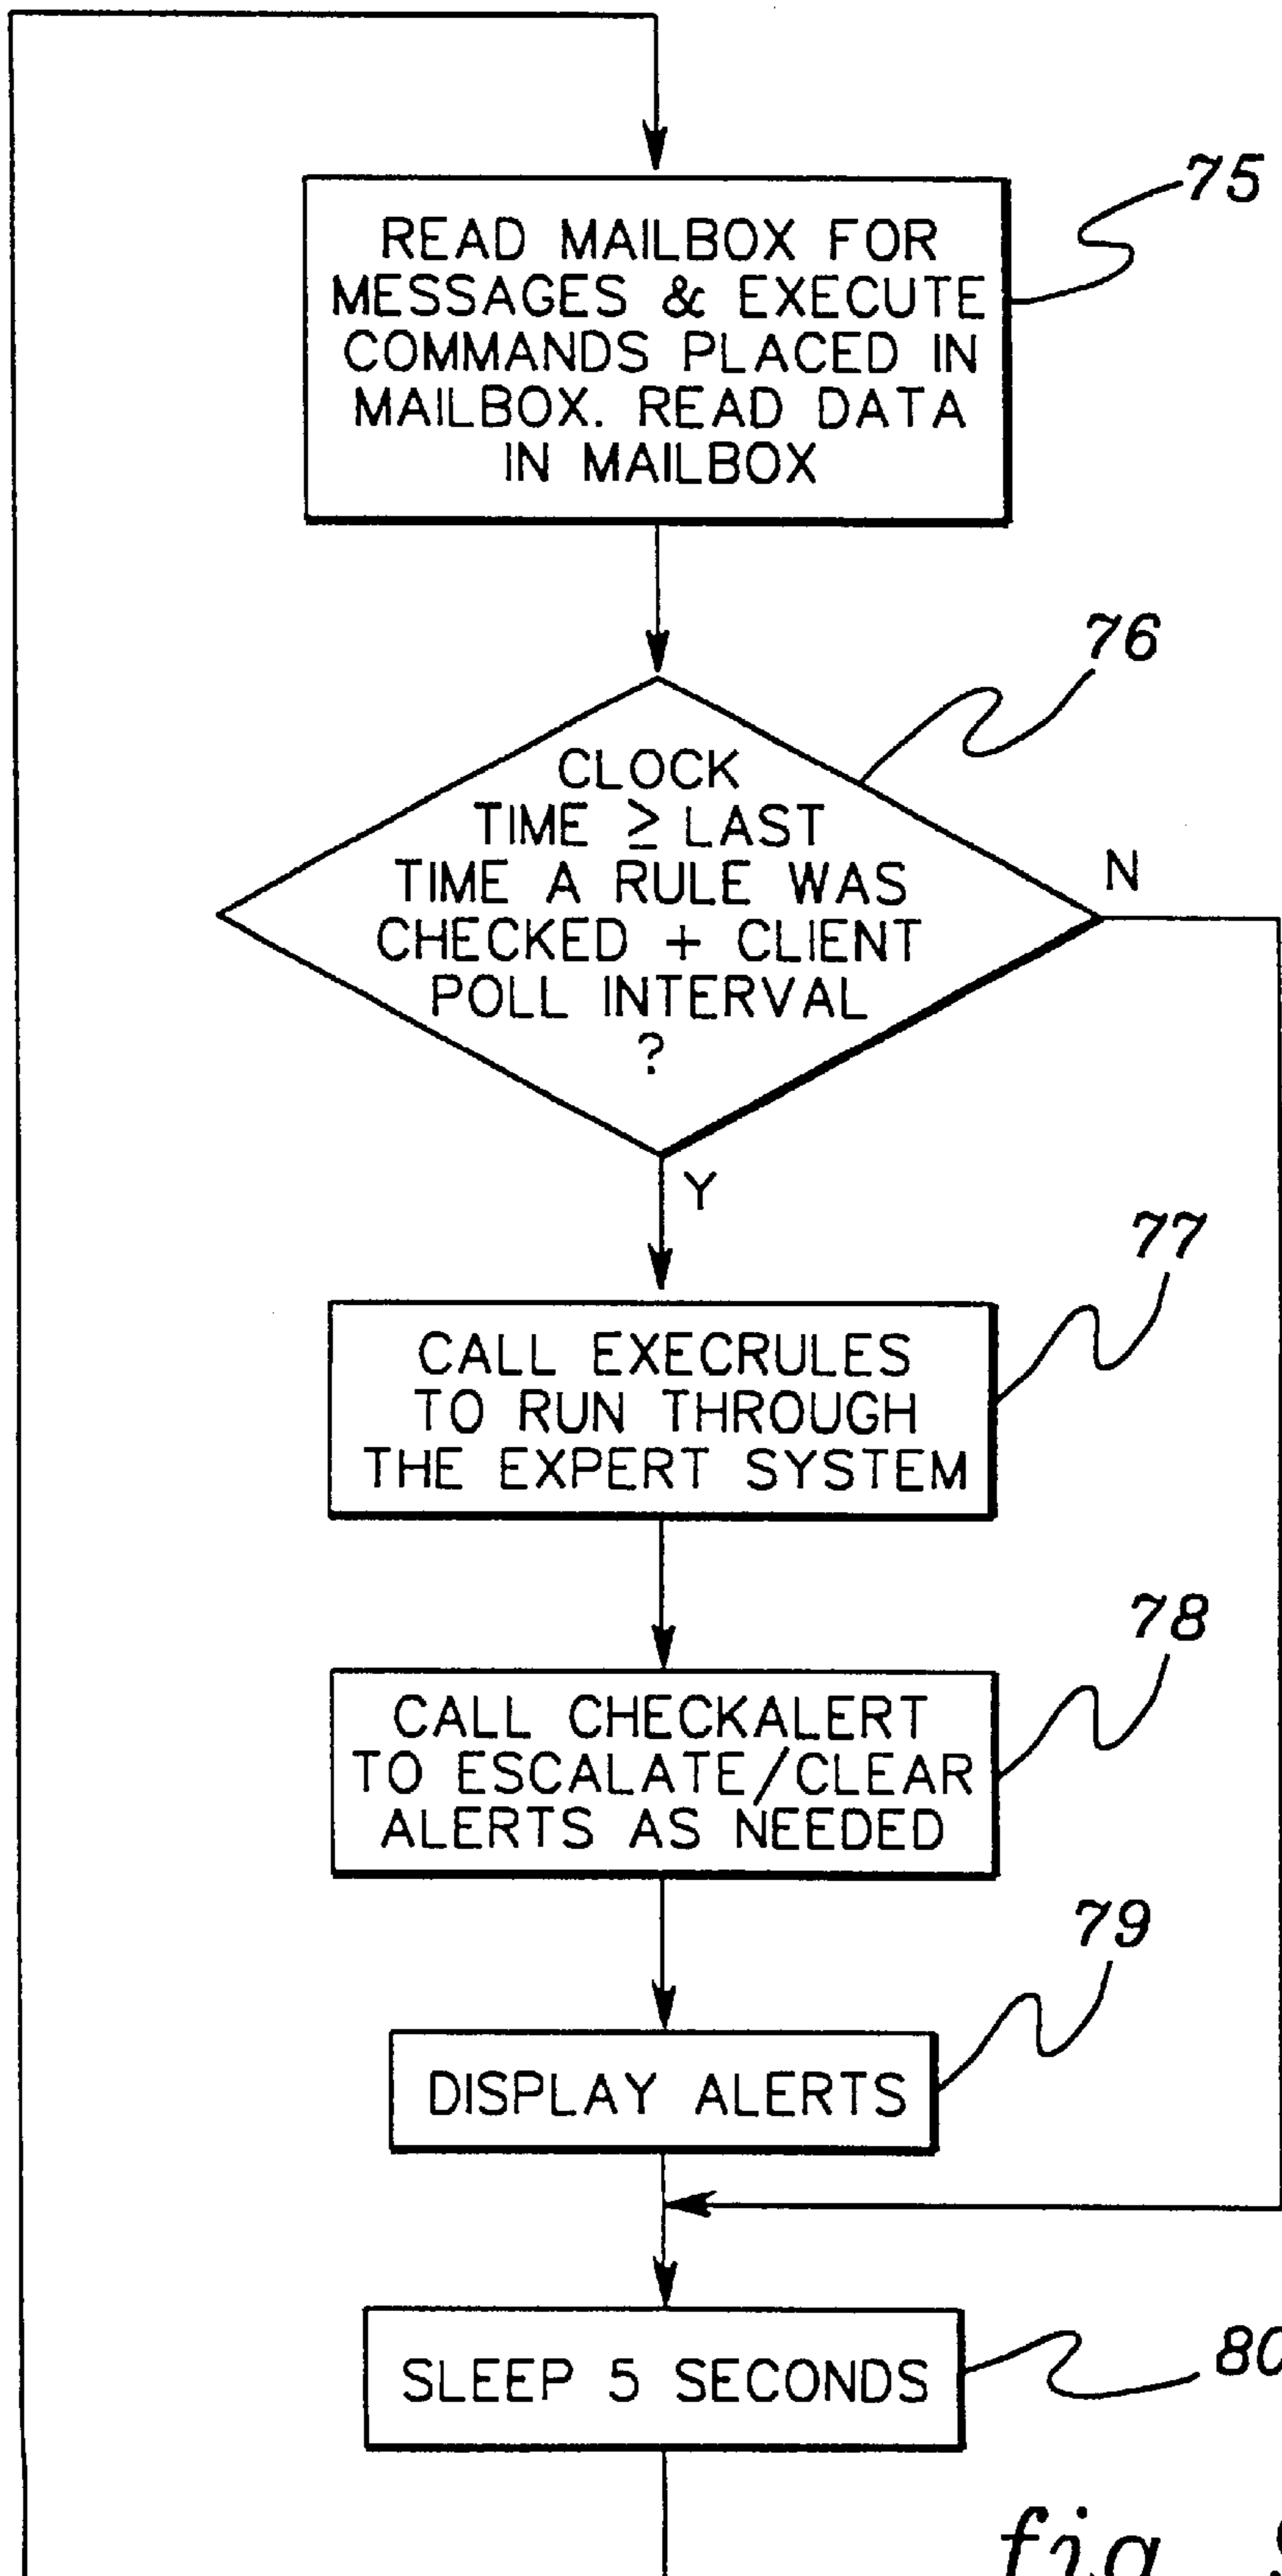 75
READ MAILBOX FOR
MESSAGES & EXECUTE
COMMANDS PLACED IN
MAILBOX. READ DATA
IN MAILBOX
76
CLOCK
TIME ≥ LAST
TIME A RULE WAS
CHECKED + CLIENT
POLL INTERVAL
?
N
Y
77
CALL EXECRULES
TO RUN THROUGH
THE EXPERT SYSTEM
78
CALL CHECKALERT
TO ESCALATE/CLEAR
ALERTS AS NEEDED
79
DISPLAY ALERTS
80
SLEEP 5 SECONDS
fig